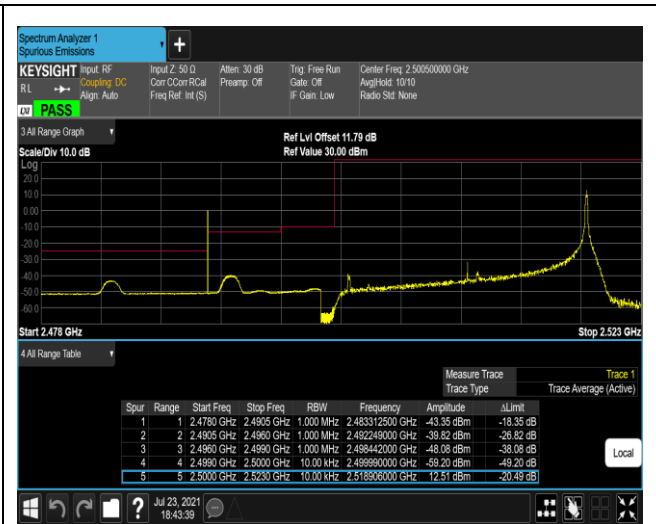 Spectrum Analyzer 1
Spurious Emissions
+
KEYSIGHT Input: RF Input Z: 50 Ω Atten: 30 dB Trig: Free Run Center Freq: 2.500500000 GHz
RL Coupling: DC Corr CCorr RCal Preamp: Off Gate: Off Avg|Hold: 10/10
Align: Auto Freq Ref: Int (S) IF Gain: Low Radio Std: None
LXI PASS
3 All Range Graph
Ref Lvl Offset 11.79 dB
Scale/Div 10.0 dB Ref Value 30.00 dBm
Log
20.0
10.0
0.00
-10.0
-20.0
-30.0
-40.0
-50.0
-60.0
Start 2.478 GHz Stop 2.523 GHz
4 All Range Table
Measure Trace Trace 1
Trace Type Trace Average (Active)
Spur Range Start Freq Stop Freq RBW Frequency Amplitude ΔLimit
1 1 2.4780 GHz 2.4905 GHz 1.000 MHz 2.483312500 GHz -43.35 dBm -18.35 dB
2 2 2.4905 GHz 2.4960 GHz 1.000 MHz 2.492249000 GHz -39.82 dBm -26.82 dB
3 3 2.4960 GHz 2.4990 GHz 1.000 MHz 2.498442000 GHz -48.08 dBm -38.08 dB
4 4 2.4990 GHz 2.5000 GHz 10.00 kHz 2.499990000 GHz -59.20 dBm -49.20 dB
5 5 2.5000 GHz 2.5230 GHz 10.00 kHz 2.518906000 GHz 12.51 dBm -20.49 dB
Local
? Jul 23, 2021
18:43:39